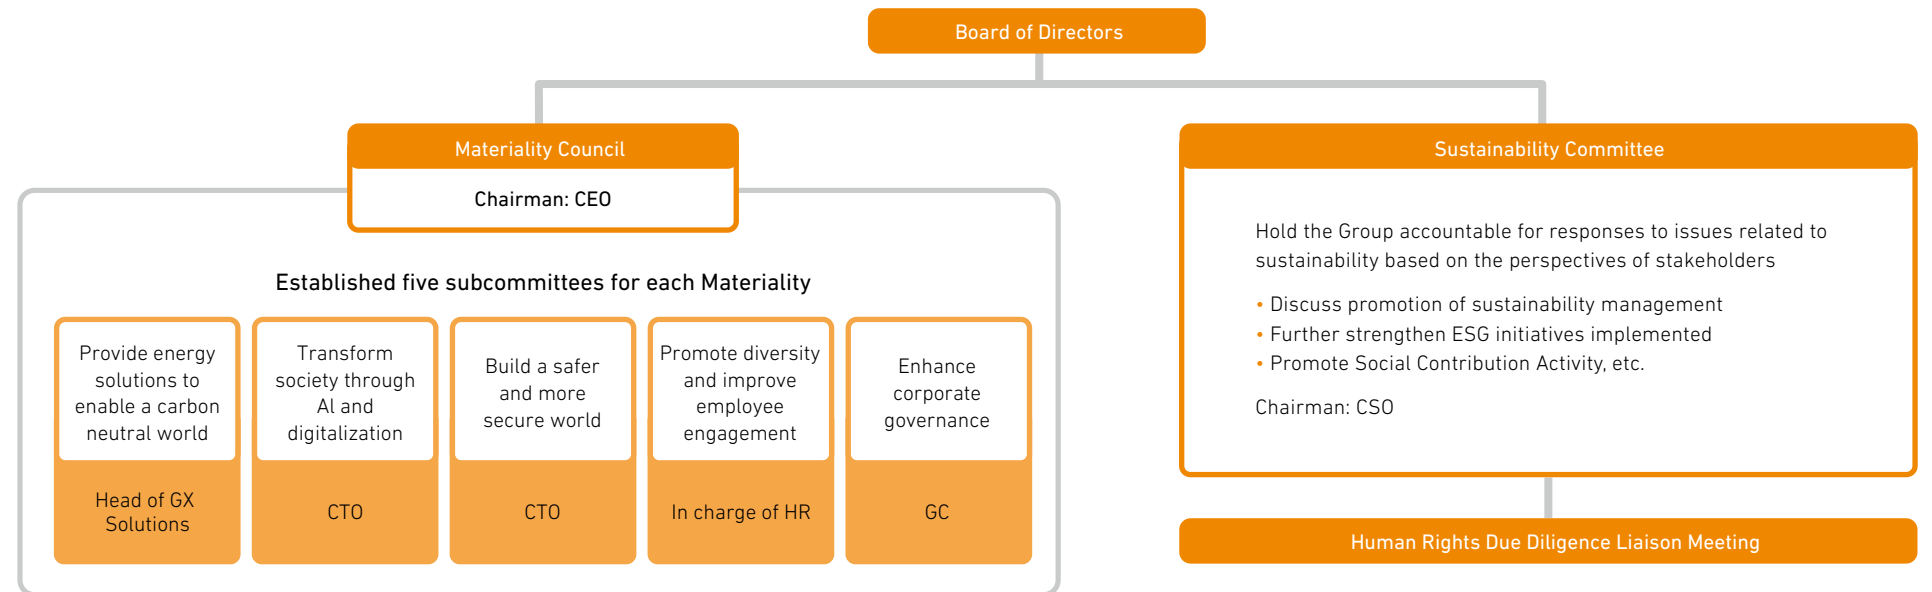 Board of Directors
Materiality Council
Chairman: CEO
Established five subcommittees for each Materiality
Provide energy
solutions to
enable a carbon
neutral world
Head of GX
Solutions
Transform
society through
AI and
digitalization
CTO
Build a safer
and more
secure world
CTO
Promote diversity
and improve
employee
engagement
In charge of HR
Enhance
corporate
governance
GC
Sustainability Committee
Hold the Group accountable for responses to issues related to
sustainability based on the perspectives of stakeholders
• Discuss promotion of sustainability management
• Further strengthen ESG initiatives implemented
• Promote Social Contribution Activity, etc.
Chairman: CSO
Human Rights Due Diligence Liaison Meeting